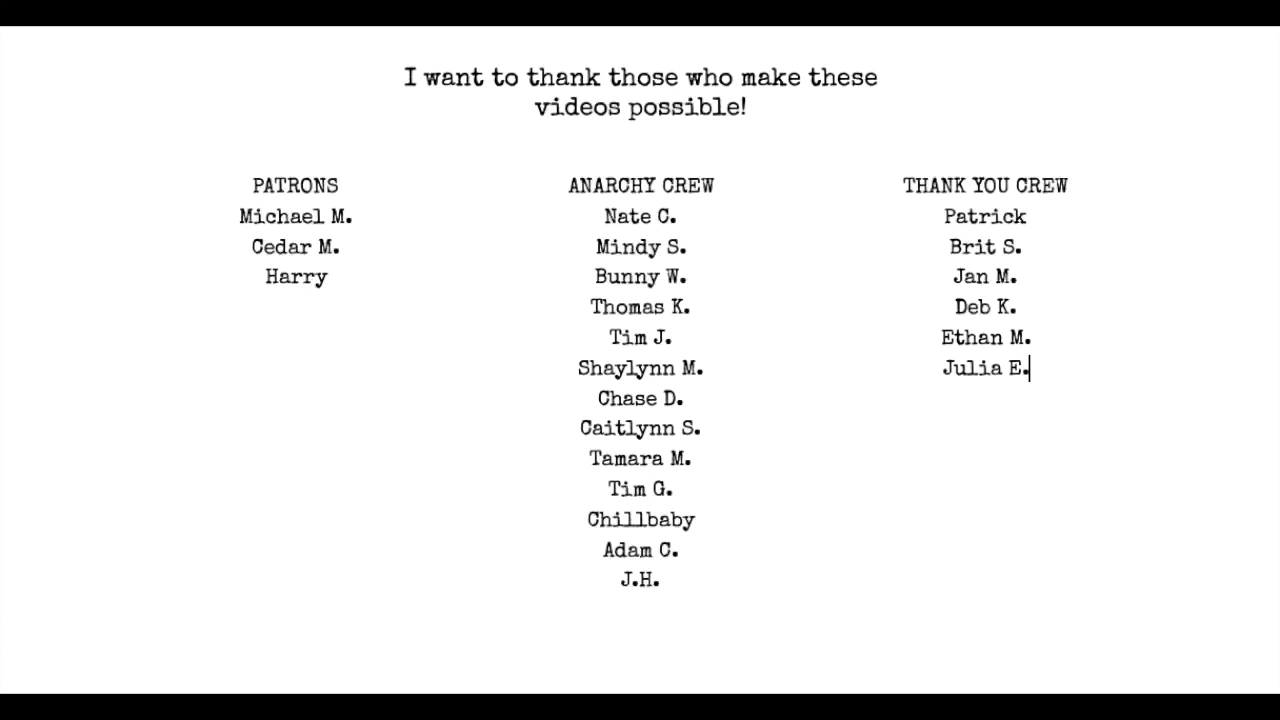 I want to thank those who make these
videos possible!
PATRONS
Michael M.
Cedar M.
Harry
ANARCHY CREW
Nate C.
Mindy S.
Bunny W.
Thomas K.
Tim J.
Shaylynn M.
Chase D.
Caitlynn S.
Tamara M.
Tim G.
Chillbaby
Adam C.
J.H.
THANK YOU CREW
Patrick
Brit S.
Jan M.
Deb K.
Ethan M.
Julia E.